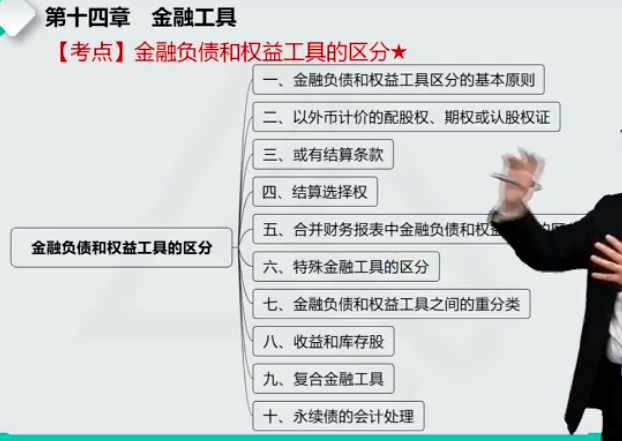 第十四章 金融工具
【考点】金融负债和权益工具的区分★
一、金融负债和权益工具区分的基本原则
二、以外币计价的配股权、期权或认股权证
三、或有结算条款
四、结算选择权
五、合并财务报表中金融负债和权
金融负债和权益工具的区分
六、特殊金融工具的区分
七、金融负债和权益工具之间的重分类
八、收益和库存股
九、复合金融工具
十、永续债的会计处理